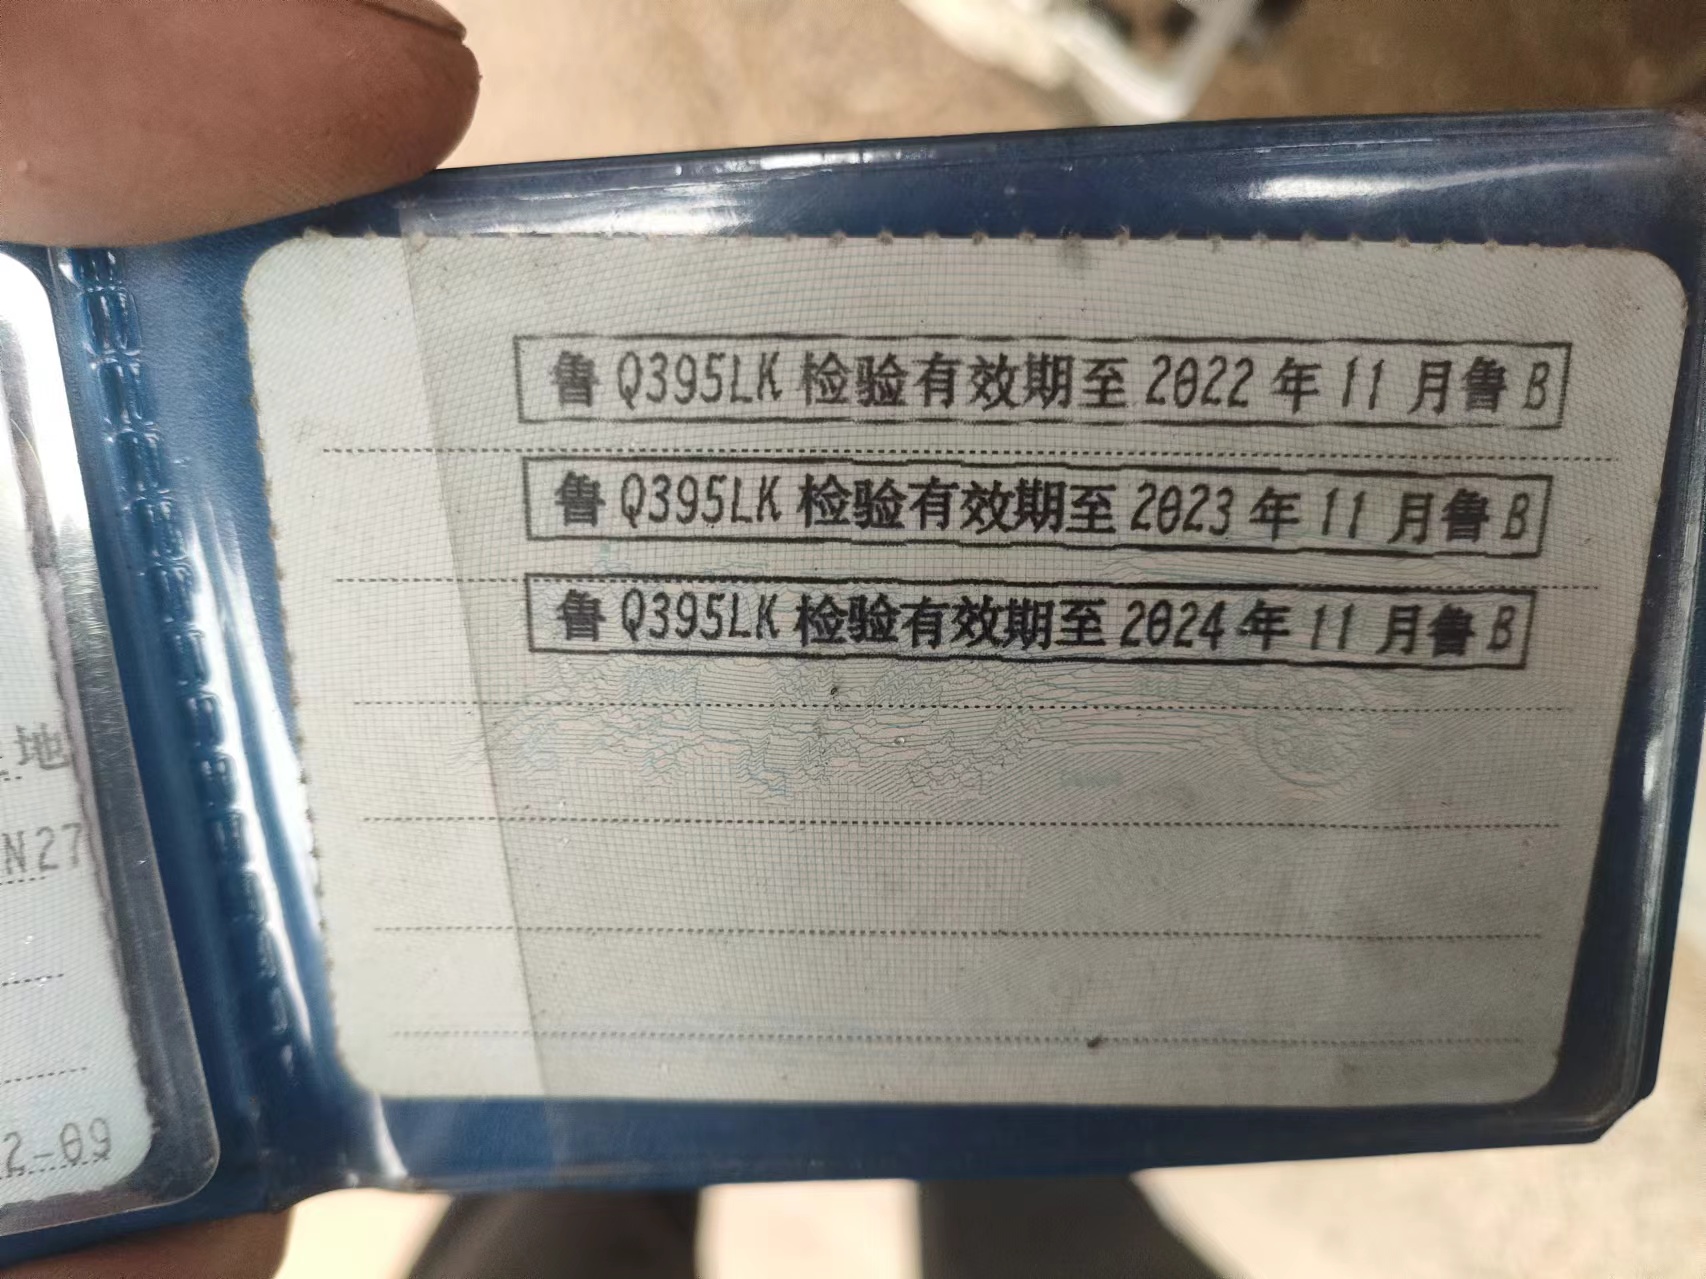 鲁Q395LK检验有效期至2022年11月鲁B
鲁Q395LK检验有效期至2023年11月鲁B
鲁Q395LK检验有效期至2024年11月鲁B
地
N27
2-09